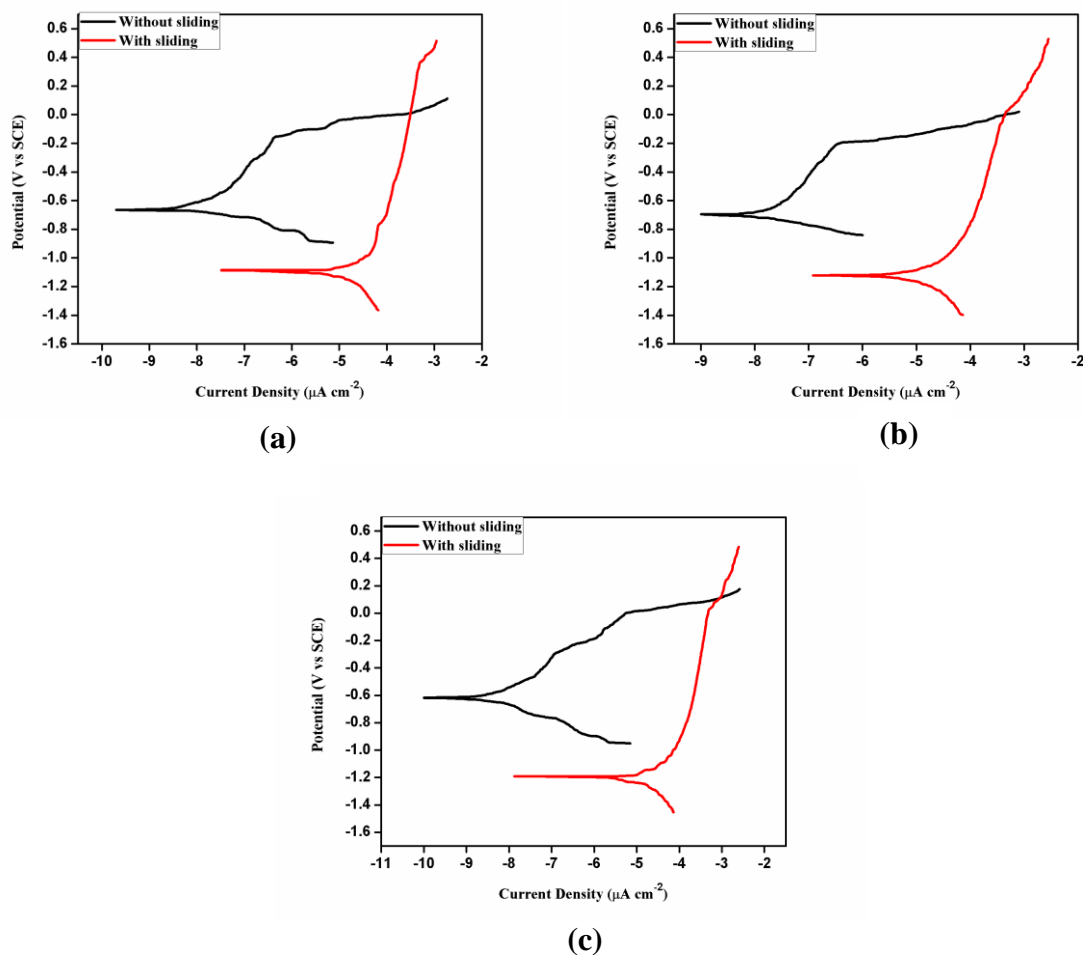 Without sliding
With sliding
0.6
0.4
0.2
0.0
-0.2
-0.4
-0.6
-0.8
-1.0
-1.2
-1.4
-1.6
Potential (V vs SCE)
-10 -9 -8 -7 -6 -5 -4 -3 -2
Current Density (μA cm-2)
(a)
Without sliding
With sliding
0.6
0.4
0.2
0.0
-0.2
-0.4
-0.6
-0.8
-1.0
-1.2
-1.4
-1.6
Potential (V vs SCE)
-9 -8 -7 -6 -5 -4 -3 -2
Current Density (μA cm-2)
(b)
Without sliding
With sliding
0.6
0.4
0.2
0.0
-0.2
-0.4
-0.6
-0.8
-1.0
-1.2
-1.4
-1.6
Potential (V vs SCE)
-11 -10 -9 -8 -7 -6 -5 -4 -3 -2
Current Density (μA cm-2)
(c)